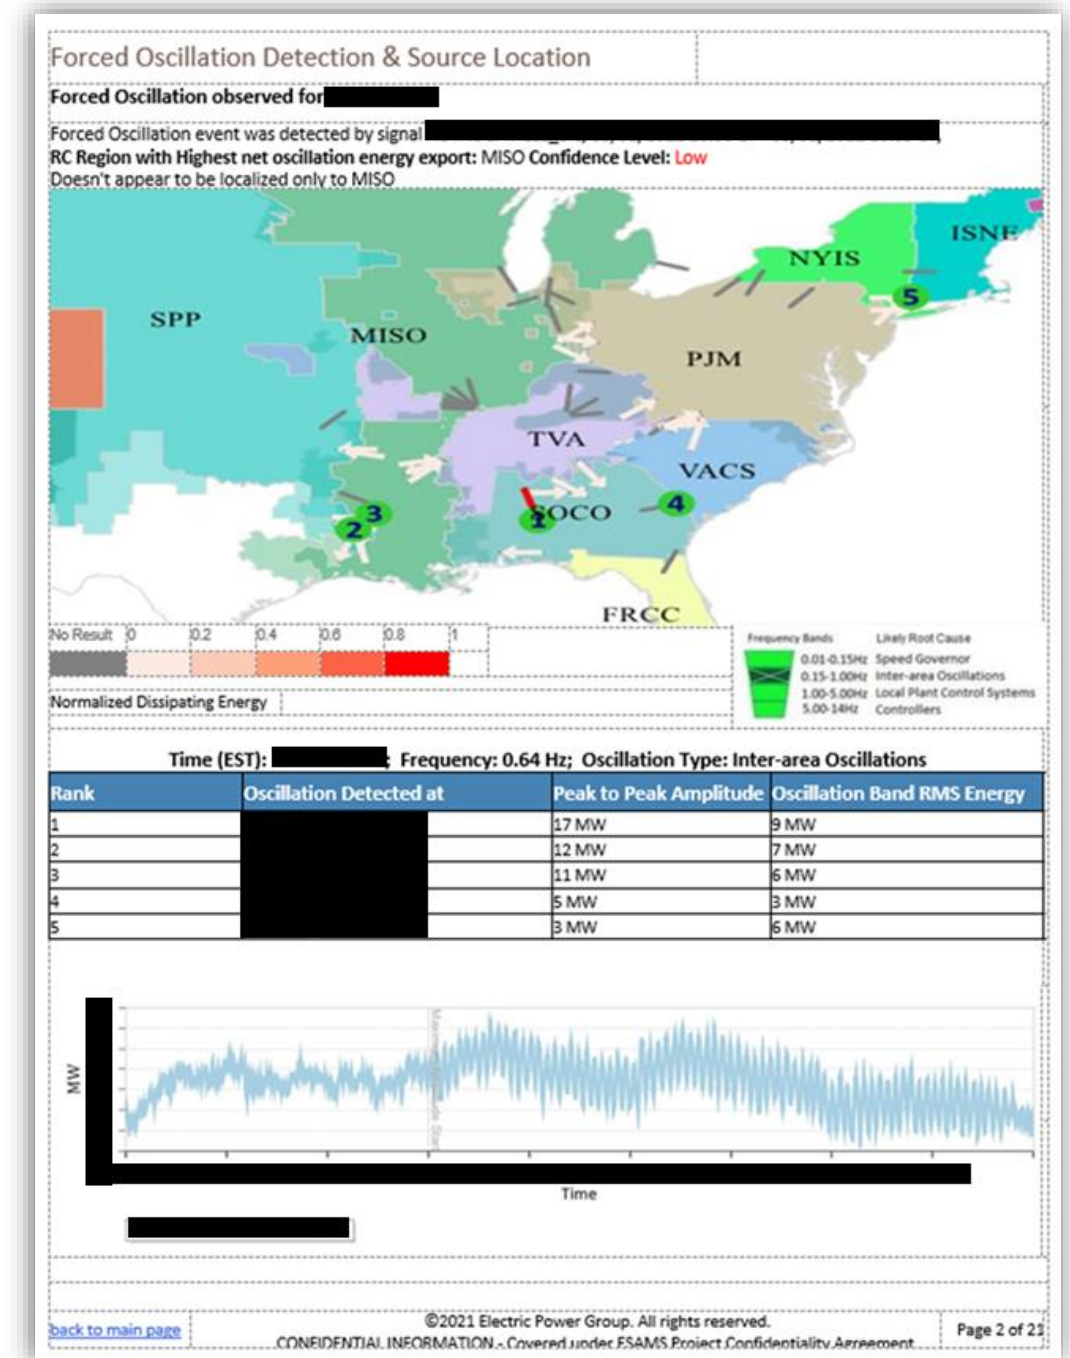 Forced Oscillation Detection & Source Location
Forced Oscillation observed for
Forced Oscillation event was detected by signal
RC Region with Highest net oscillation energy export: MISO Confidence Level: Low
Doesn't appear to be localized only to MISO
ISNE
NYIS
5
SPP
MISO
PJM
TVA
VACS
SOCO
4
3
2
1
FRCC
No Result 0 0.2 0.4 0.6 0.8 1
Normalized Dissipating Energy
Frequency Bands Likely Root Cause
0.01-0.15Hz Speed Governor
0.15-1.00Hz Inter-area Oscillations
1.00-5.00Hz Local Plant Control Systems
5.00-14Hz Controllers
Time (EST): ; Frequency: 0.64 Hz; Oscillation Type: Inter-area Oscillations
Rank Oscillation Detected at Peak to Peak Amplitude Oscillation Band RMS Energy
1 17 MW 9 MW
2 12 MW 7 MW
3 11 MW 6 MW
4 5 MW 3 MW
5 3 MW 6 MW
MW
Time
back to main page
©2021 Electric Power Group. All rights reserved.
CONFIDENTIAL INFORMATION - Covered under ESAMS Project Confidentiality Agreement
Page 2 of 21